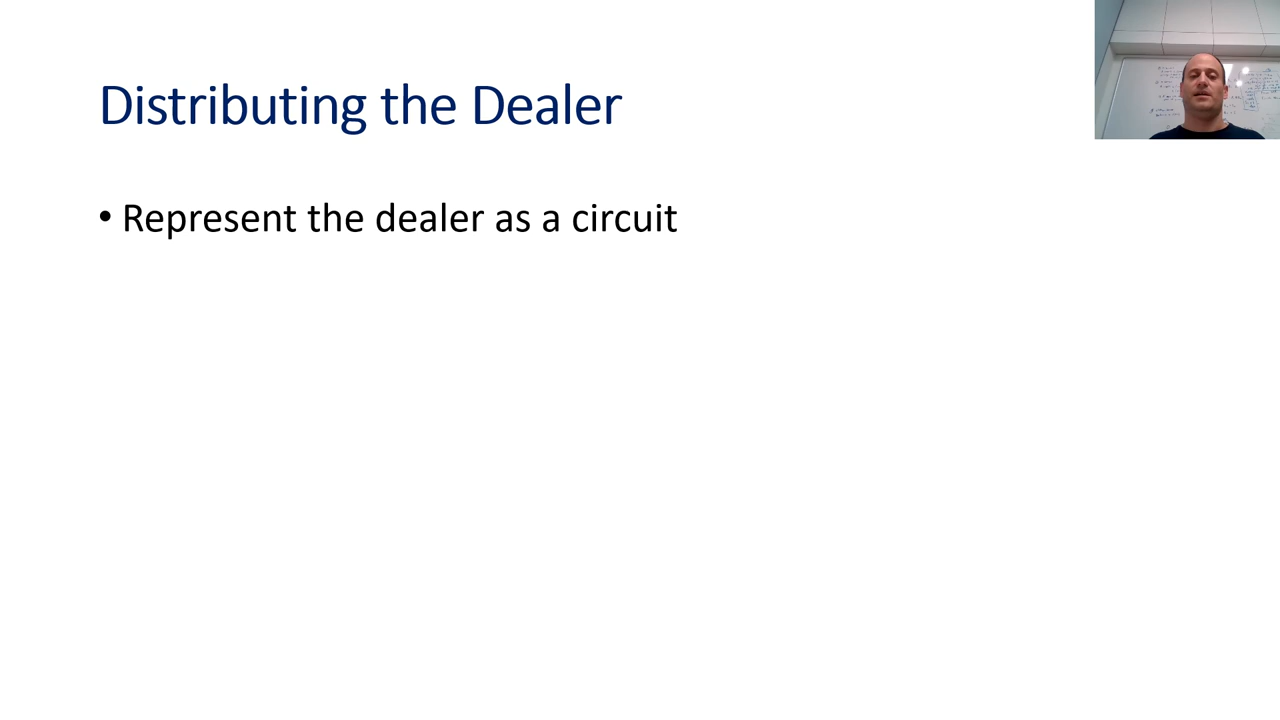 Distributing the Dealer
• Represent the dealer as a circuit